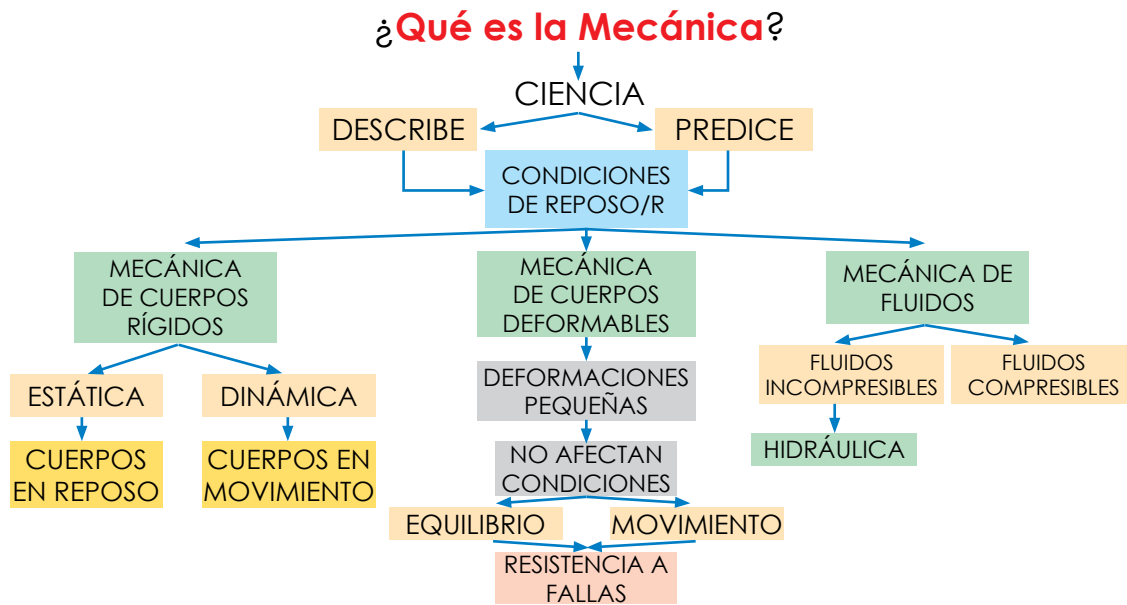 ¿Qué es la Mecánica?
CIENCIA
DESCRIBE
PREDICE
CONDICIONES
DE REPOSO/R
MECÁNICA
DE CUERPOS
RÍGIDOS
MECÁNICA
DE CUERPOS
DEFORMABLES
MECÁNICA DE
FLUIDOS
ESTÁTICA
DINÁMICA
DEFORMACIONES
PEQUEÑAS
FLUIDOS
INCOMPRESIBLES
FLUIDOS
COMPRESIBLES
CUERPOS
EN REPOSO
CUERPOS EN
MOVIMIENTO
NO AFECTAN
CONDICIONES
HIDRÁULICA
EQUILIBRIO
MOVIMIENTO
RESISTENCIA A
FALLAS